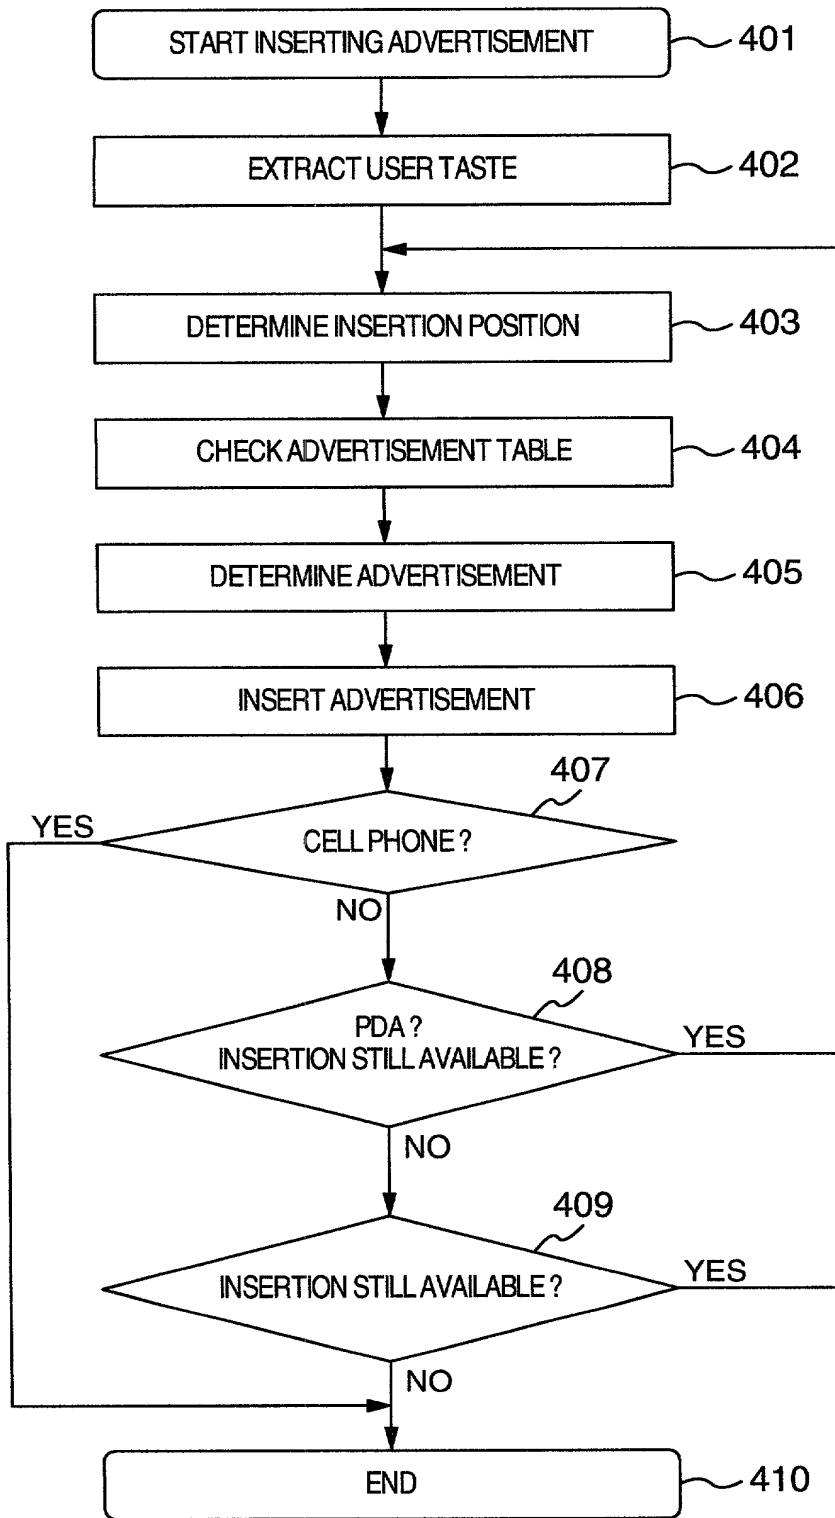 START INSERTING ADVERTISEMENT 401
EXTRACT USER TASTE 402
DETERMINE INSERTION POSITION 403
CHECK ADVERTISEMENT TABLE 404
DETERMINE ADVERTISEMENT 405
INSERT ADVERTISEMENT 406
407
YES
CELL PHONE ?
NO
408
PDA ?
INSERTION STILL AVAILABLE ?
YES
NO
409
INSERTION STILL AVAILABLE ?
YES
NO
END 410